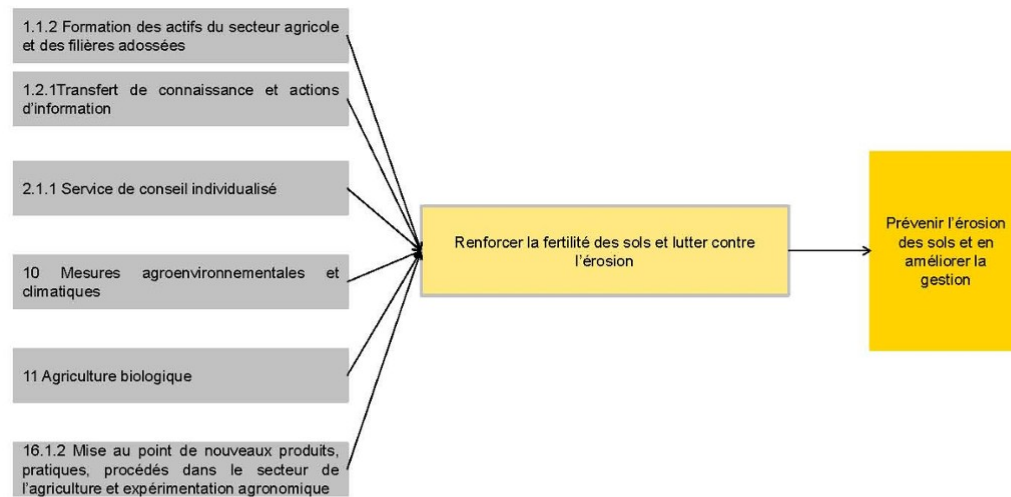 1.1.2 Formation des actifs du secteur agricole
et des filières adossées
1.2.1Transfert de connaissance et actions
d'information
2.1.1 Service de conseil individualisé
10 Mesures agroenvironnementales et
climatiques
11 Agriculture biologique
16.1.2 Mise au point de nouveaux produits,
pratiques, procédés dans le secteur de
l'agriculture et expérimentation agronomique
Renforcer la fertilité des sols et lutter contre
l'érosion
Prévenir l'érosion
des sols et en
améliorer la
gestion